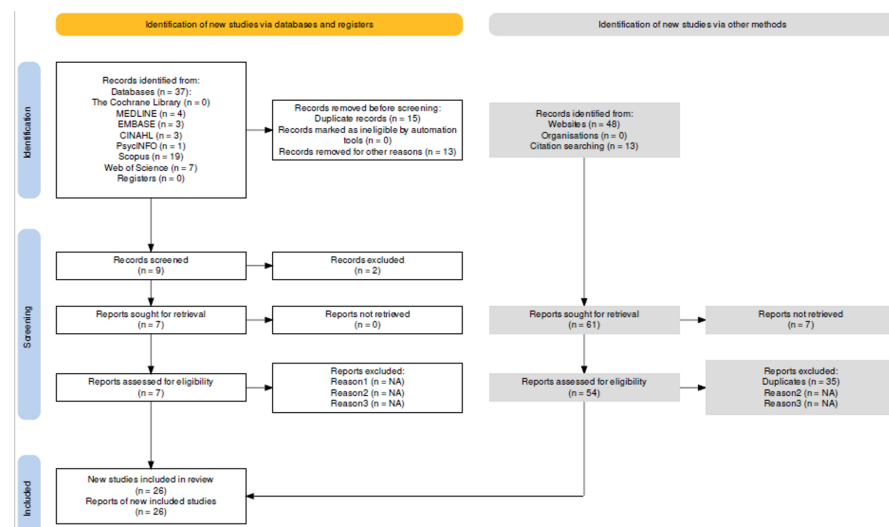 Identification of new studies via databases and registers
Identification of new studies via other methods
Identification
Records identified from:
Databases (n = 37):
The Cochrane Library (n = 0)
MEDLINE (n = 4)
EMBASE (n = 3)
CINAHL (n = 3)
PsycINFO (n = 1)
Scopus (n = 19)
Web of Science (n = 7)
Registers (n = 0)
Records removed before screening:
Duplicate records (n = 15)
Records marked as ineligible by automation
tools (n = 0)
Records removed for other reasons (n = 13)
Records identified from:
Websites (n = 48)
Organisations (n = 0)
Citation searching (n = 13)
Screening
Records screened
(n = 9)
Records excluded
(n = 2)
Reports sought for retrieval
(n = 7)
Reports not retrieved
(n = 0)
Reports sought for retrieval
(n = 61)
Reports not retrieved
(n = 7)
Reports assessed for eligibility
(n = 7)
Reports excluded:
Reason1 (n = NA)
Reason2 (n = NA)
Reason3 (n = NA)
Reports assessed for eligibility
(n = 54)
Reports excluded:
Duplicates (n = 35)
Reason2 (n = NA)
Reason3 (n = NA)
Included
New studies included in review
(n = 26)
Reports of new included studies
(n = 26)